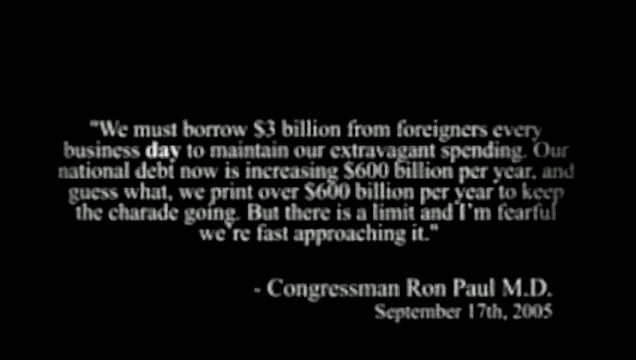 "We must borrow $3 billion from foreigners every
business day to maintain our extravagant spending. Our
national debt now is increasing $600 billion per year, and
guess what, we print over $600 billion per year to keep
the charade going. But there is a limit and I'm fearful
we're fast approaching it."
- Congressman Ron Paul M.D.
September 17th, 2005